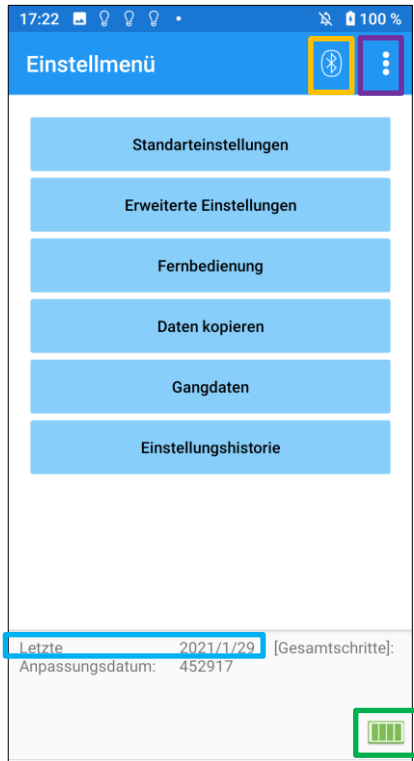 17:22 100 %
Einstellmenü
Standarteinstellungen
Erweiterte Einstellungen
Fernbedienung
Daten kopieren
Gangdaten
Einstellungshistorie
Letzte 2021/1/29 [Gesamtschritte]:
Anpassungsdatum: 452917